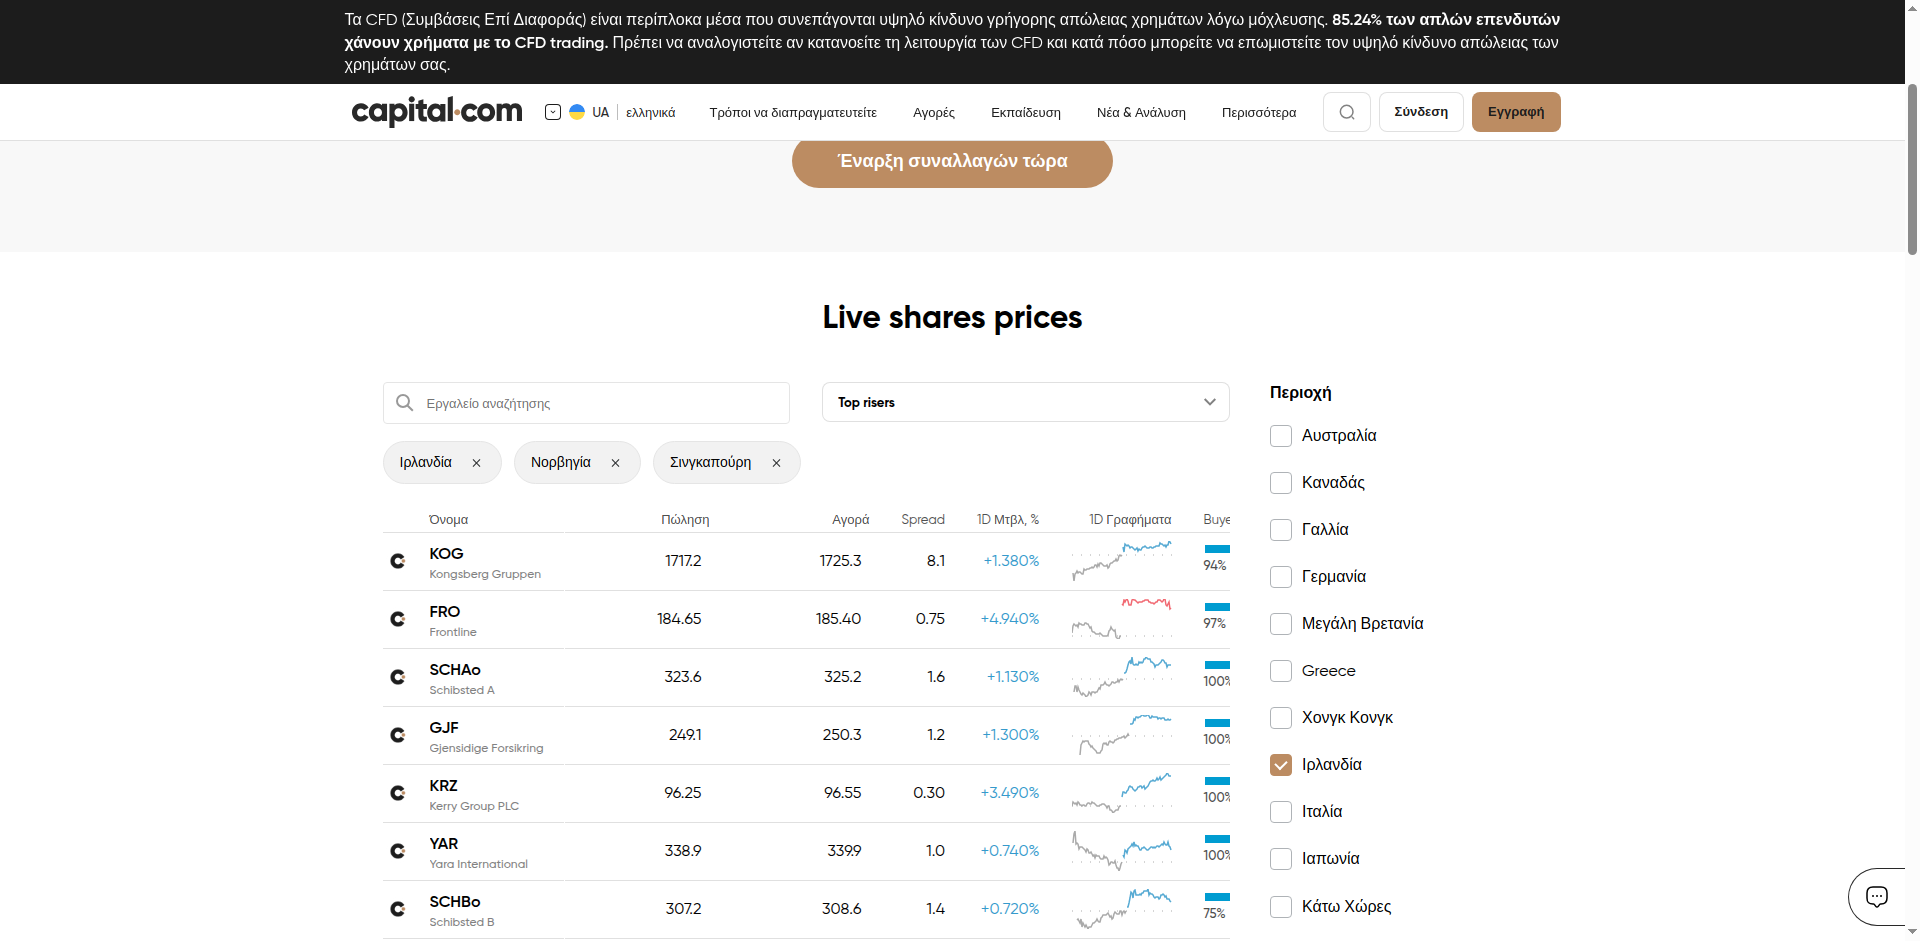 Τα CFD (Συμβάσεις Επί Διαφοράς) είναι περίπλοκα μέσα που συνεπάγονται υψηλό κίνδυνο γρήγορης απώλειας χρημάτων λόγω μόχλευσης. 85.24% των απλών επενδυτών
χάνουν χρήματα με το CFD trading. Πρέπει να αναλογιστείτε αν κατανοείτε τη λειτουργία των CFD και κατά πόσο μπορείτε να επωμιστείτε τον υψηλό κίνδυνο απώλειας των
χρημάτων σας.
capital.com UA ελληνικά Τρόποι να διαπραγματευτείτε Αγορές Εκπαίδευση Νέα & Ανάλυση Περισσότερα Σύνδεση Εγγραφή
Έναρξη συναλλαγών τώρα
Live shares prices
Εργαλείο αναζήτησης
Top risers
Ιρλανδία Νορβηγία Σινγκαπούρη
Όνομα Πώληση Αγορά Spread 1D Μτβλ, % 1D Γραφήματα Buye
KOG 1717.2 1725.3 8.1 +1.380% 94%
Kongsberg Gruppen
FRO 184.65 185.40 0.75 +4.940% 97%
Frontline
SCHAo 323.6 325.2 1.6 +1.130% 100%
Schibsted A
GJF 249.1 250.3 1.2 +1.300% 100%
Gjensidige Forsikring
KRZ 96.25 96.55 0.30 +3.490% 100%
Kerry Group PLC
YAR 338.9 339.9 1.0 +0.740% 100%
Yara International
SCHBo 307.2 308.6 1.4 +0.720% 75%
Schibsted B
Περιοχή
Αυστραλία
Καναδάς
Γαλλία
Γερμανία
Μεγάλη Βρετανία
Greece
Χονγκ Κονγκ
Ιρλανδία
Ιταλία
Ιαπωνία
Κάτω Χώρες